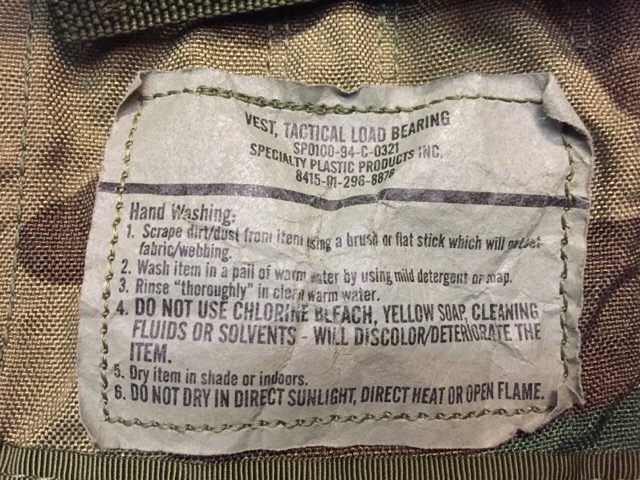 VEST, TACTICAL LOAD BEARING
SP0100-94-C-0321
SPECIALTY PLASTIC PRODUCTS INC.
8415-01-296-8878
Hand Washing:
1. Scrape dirt/dust from item using a brush or flat stick which will not cut
fabric/webbing.
2. Wash item in a pail of warm water by using mild detergent or soap.
3. Rinse "thoroughly" in clean warm water.
4. DO NOT USE CHLORINE BLEACH, YELLOW SOAP, CLEANING
FLUIDS OR SOLVENTS - WILL DISCOLOR/DETERIORATE THE
ITEM.
5. Dry item in shade or indoors.
6. DO NOT DRY IN DIRECT SUNLIGHT, DIRECT HEAT OR OPEN FLAME.